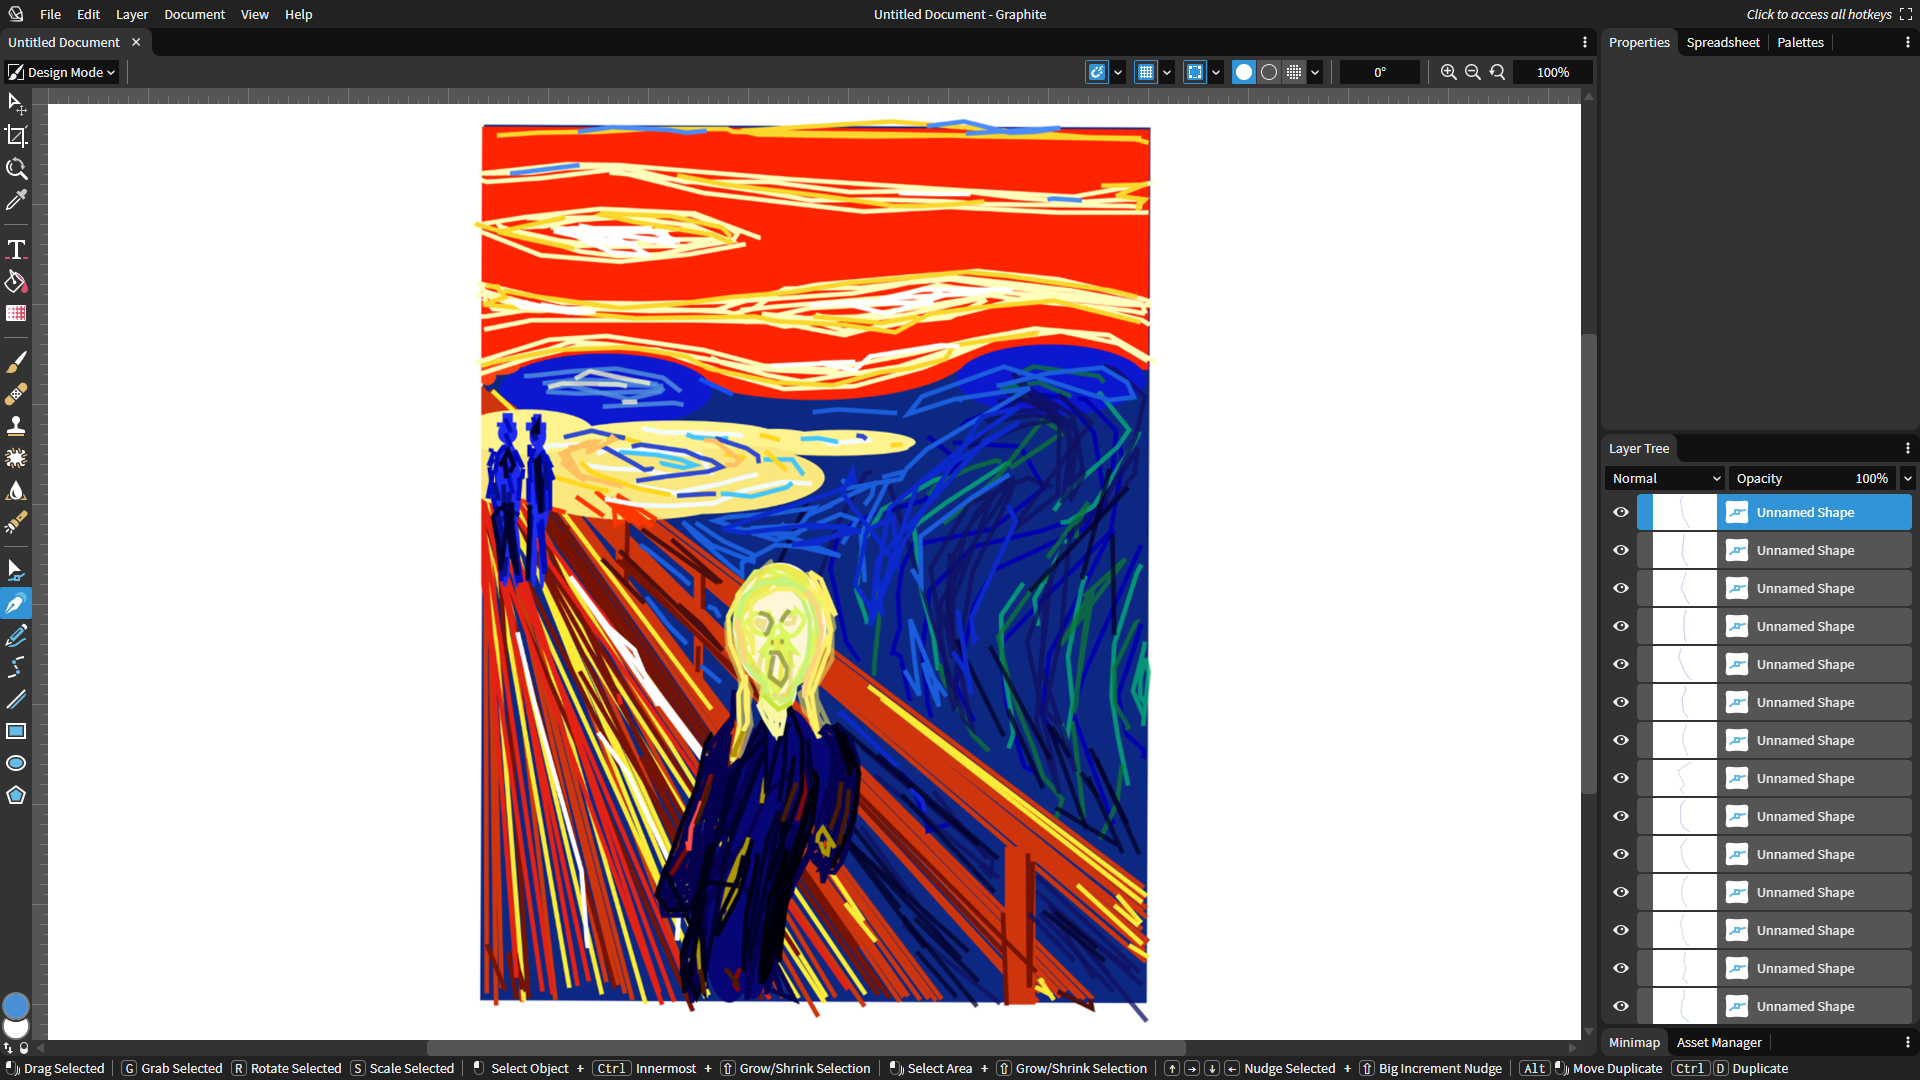 File Edit Layer Document View Help
Untitled Document - Graphite
Click to access all hotkeys
Untitled Document
Properties Spreadsheet Palettes
Design Mode
0°
100%
Layer Tree
Normal
Opacity 100%
Unnamed Shape
Unnamed Shape
Unnamed Shape
Unnamed Shape
Unnamed Shape
Unnamed Shape
Unnamed Shape
Unnamed Shape
Unnamed Shape
Unnamed Shape
Unnamed Shape
Unnamed Shape
Unnamed Shape
Unnamed Shape
Minimap Asset Manager
Drag Selected G Grab Selected R Rotate Selected S Scale Selected Select Object + Ctrl Innermost + Grow/Shrink Selection Select Area + Grow/Shrink Selection Nudge Selected + Big Increment Nudge Alt Move Duplicate Ctrl D Duplicate